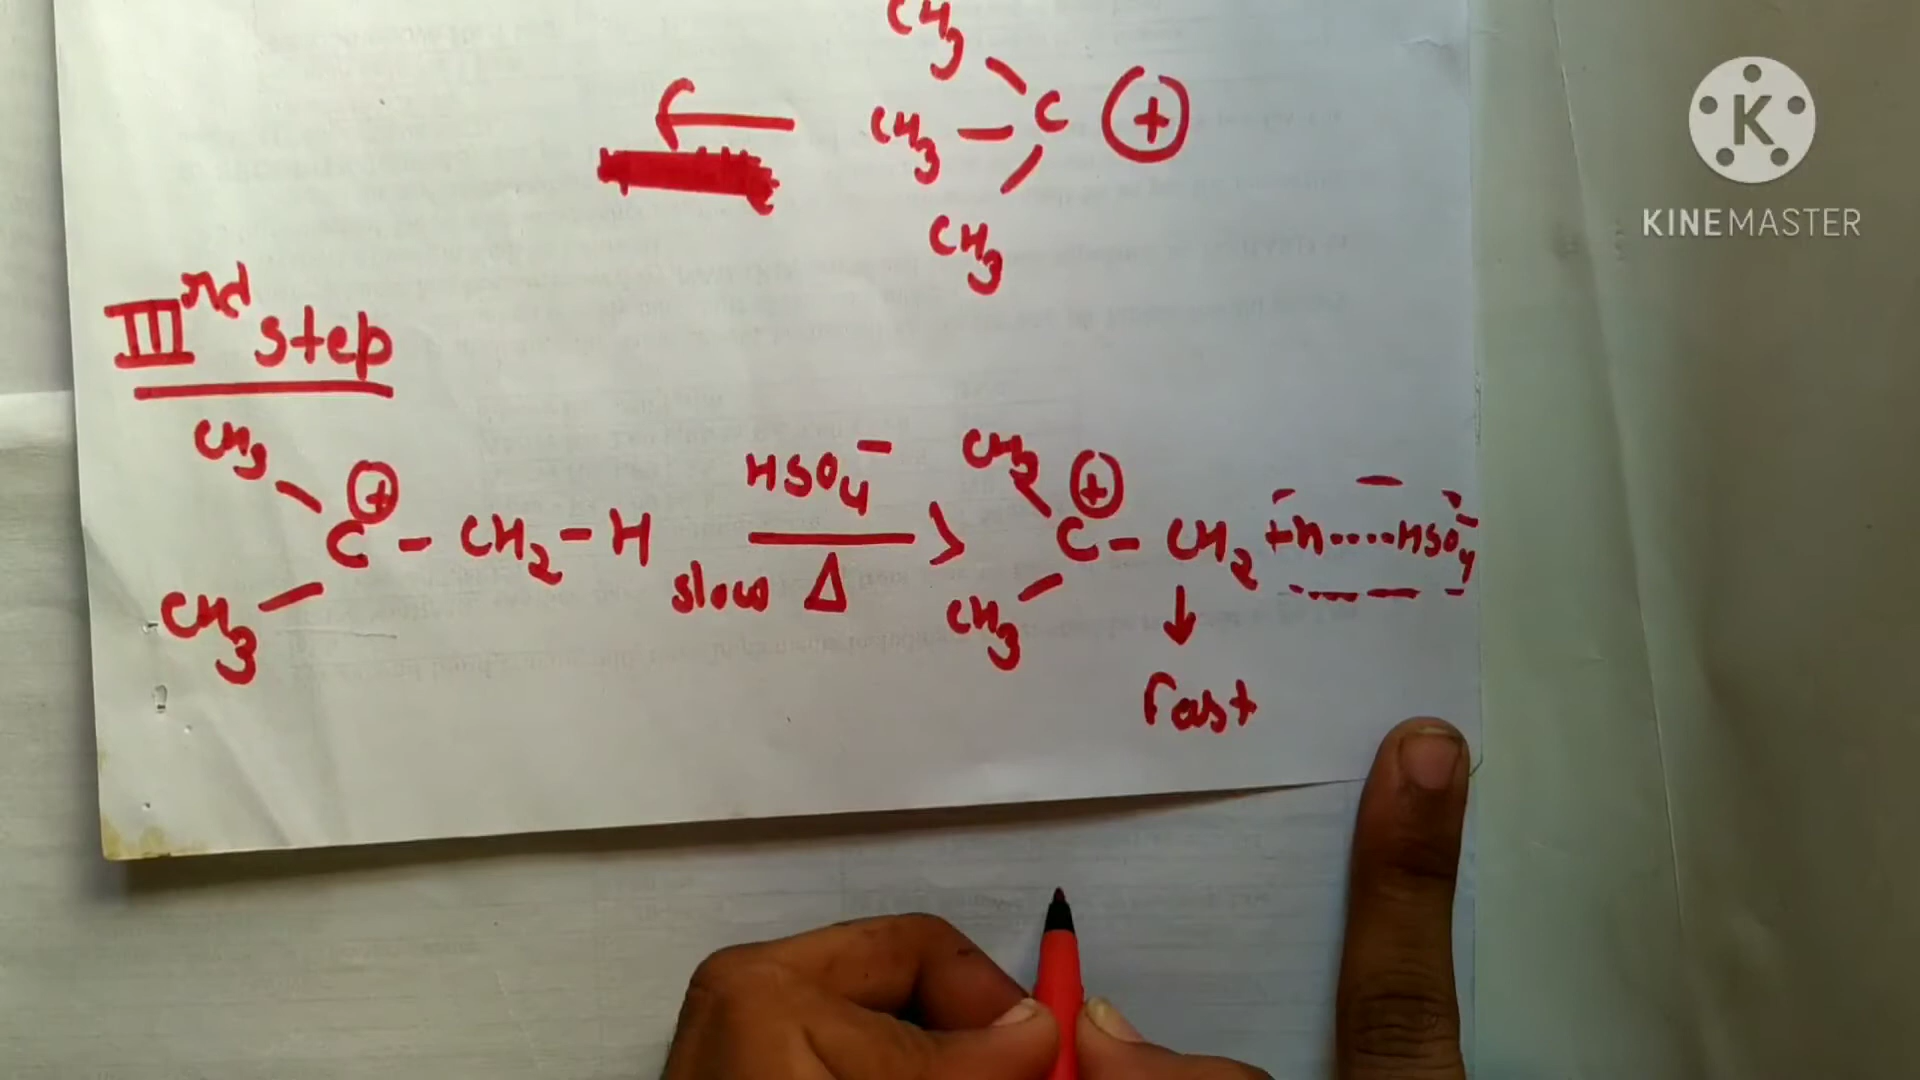 CH3
CH3 – C ⊕
CH3
KINEMASTER
IIIrd step
CH3
C⊕ – CH2 – H
CH3
HSO4–
slow Δ
CH3
C⊕ – CH2 +H....HSO4–
CH3
↓
Fast